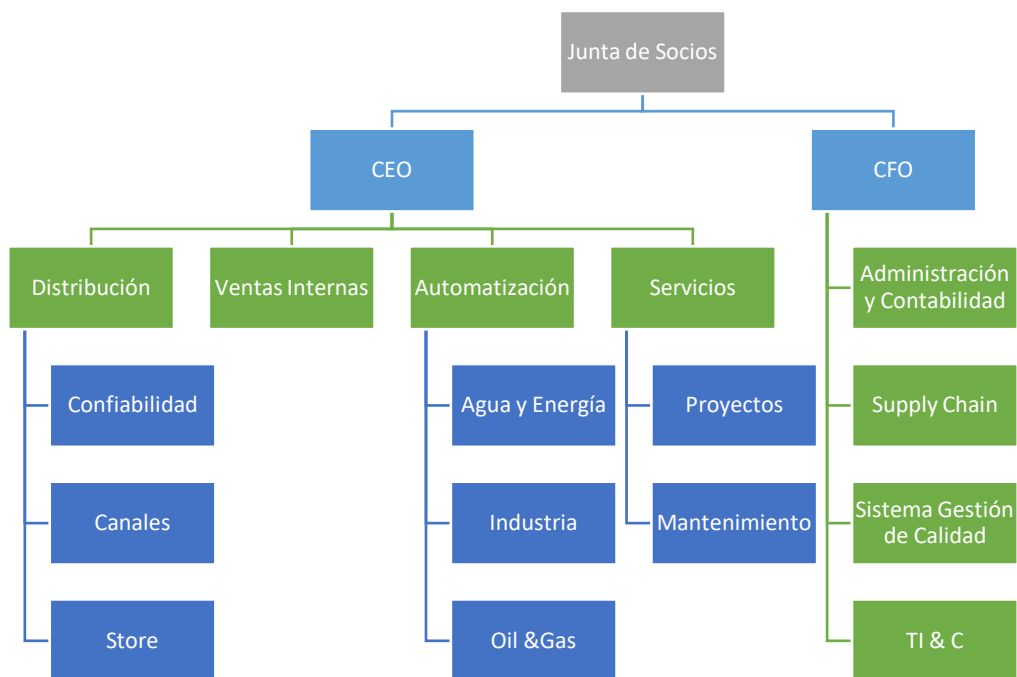 Junta de Socios
CEO
CFO
Distribución
Ventas Internas
Automatización
Servicios
Administración
y Contabilidad
Confiabilidad
Agua y Energía
Proyectos
Supply Chain
Canales
Industria
Mantenimiento
Sistema Gestión
de Calidad
Store
Oil &Gas
TI & C